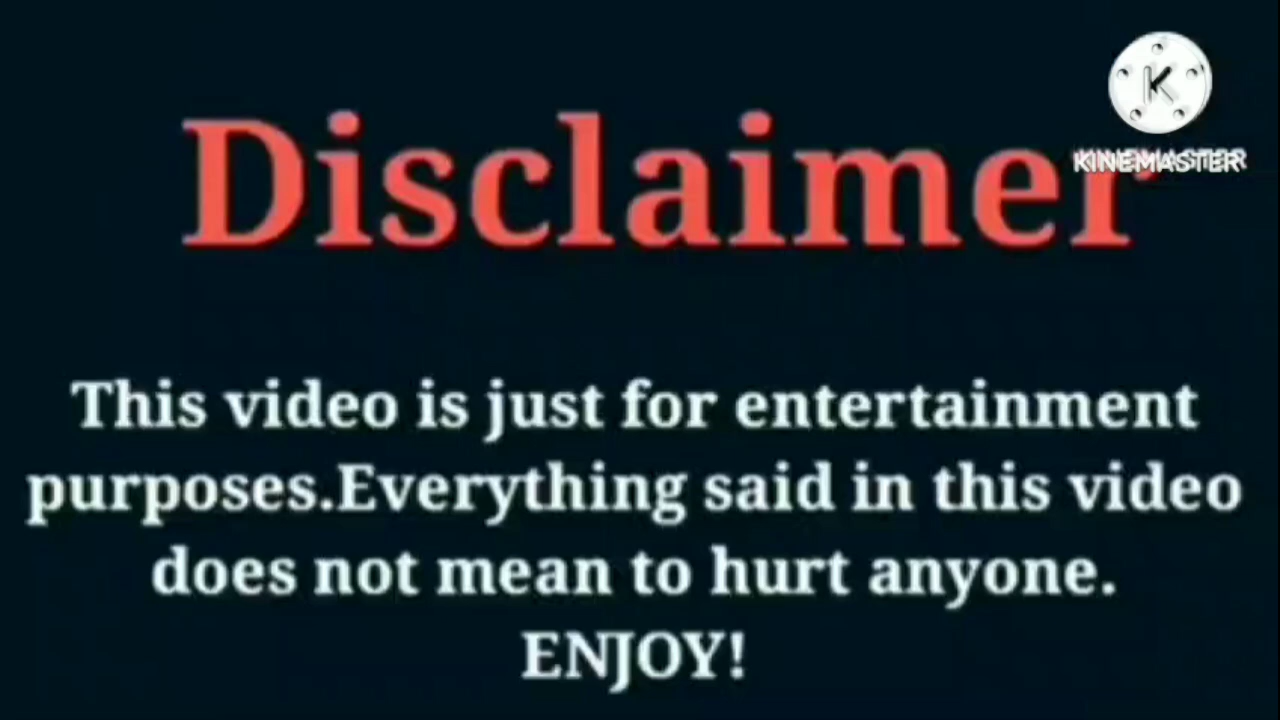 K
KINEMASTER
Disclaimer
This video is just for entertainment
purposes.Everything said in this video
does not mean to hurt anyone.
ENJOY!